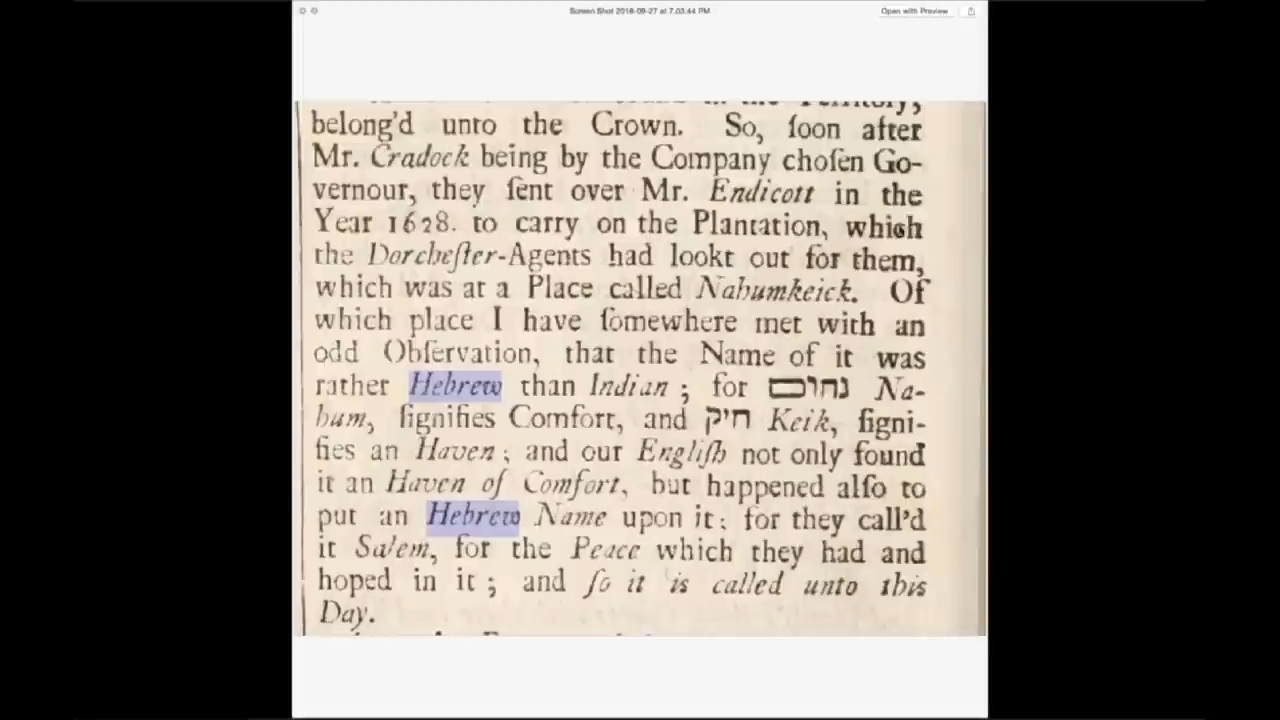 Screen Shot 2018-09-27 at 7.03.44 PM
Open with Preview
in the Territory,
belong'd unto the Crown. So, ſoon after
Mr. Cradock being by the Company choſen Go-
vernour, they ſent over Mr. Endicott in the
Year 1628. to carry on the Plantation, which
the Dorcheſter-Agents had lookt out for them,
which was at a Place called Nahumkeick. Of
which place I have ſomewhere met with an
odd Obſervation, that the Name of it was
rather Hebrew than Indian ; for נחום Na-
hum, ſignifies Comfort, and חיק Keik, ſigni-
fies an Haven ; and our Engliſh not only found
it an Haven of Comfort, but happened alſo to
put an Hebrew Name upon it ; for they call'd
it Salem, for the Peace which they had and
hoped in it ; and ſo it is called unto this
Day.